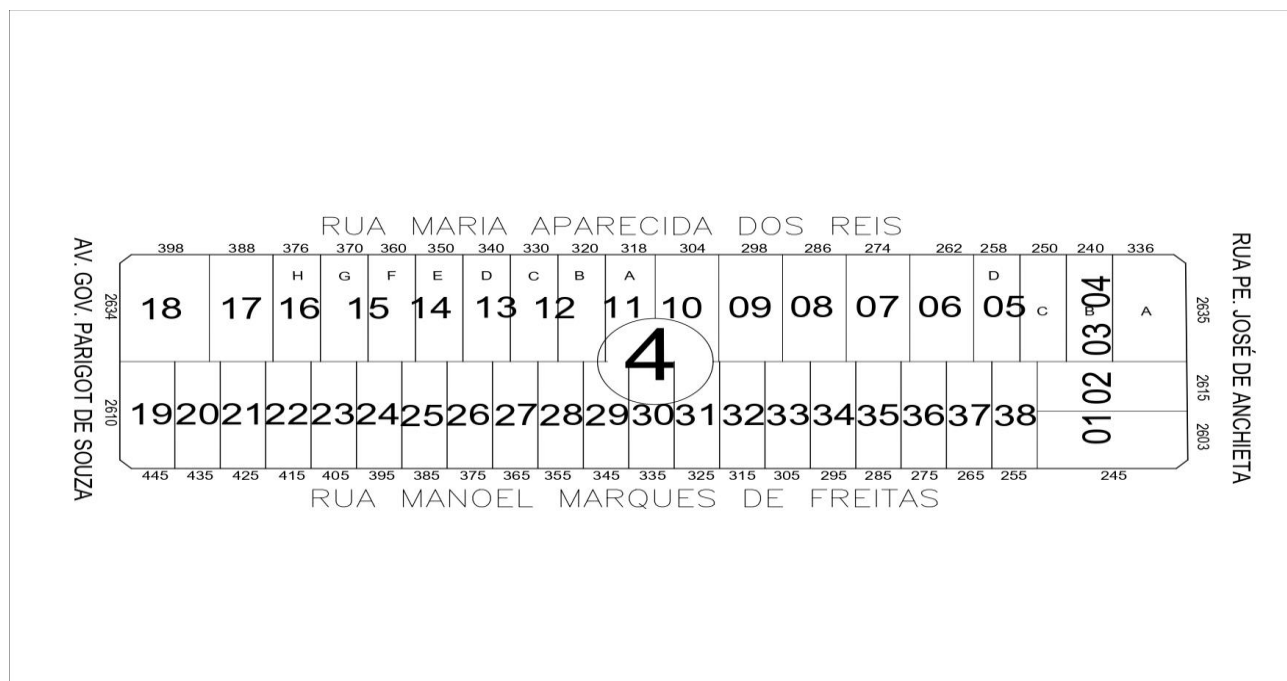 RUA MARIA APARECIDA DOS REIS
398 388 376 370 360 350 340 330 320 318 304 298 286 274 262 258 250 240 336
H G F E D C B A D
18 17 16 15 14 13 12 11 10 09 08 07 06 05 04
C B A
03
4
AV. GOV. PARIGOT DE SOUZA
2634
2610
RUA PE. JOSÉ DE ANCHIETA
2635
2615
2603
02
19 20 21 22 23 24 25 26 27 28 29 30 31 32 33 34 35 36 37 38 01
445 435 425 415 405 395 385 375 365 355 345 335 325 315 305 295 285 275 265 255 245
RUA MANOEL MARQUES DE FREITAS